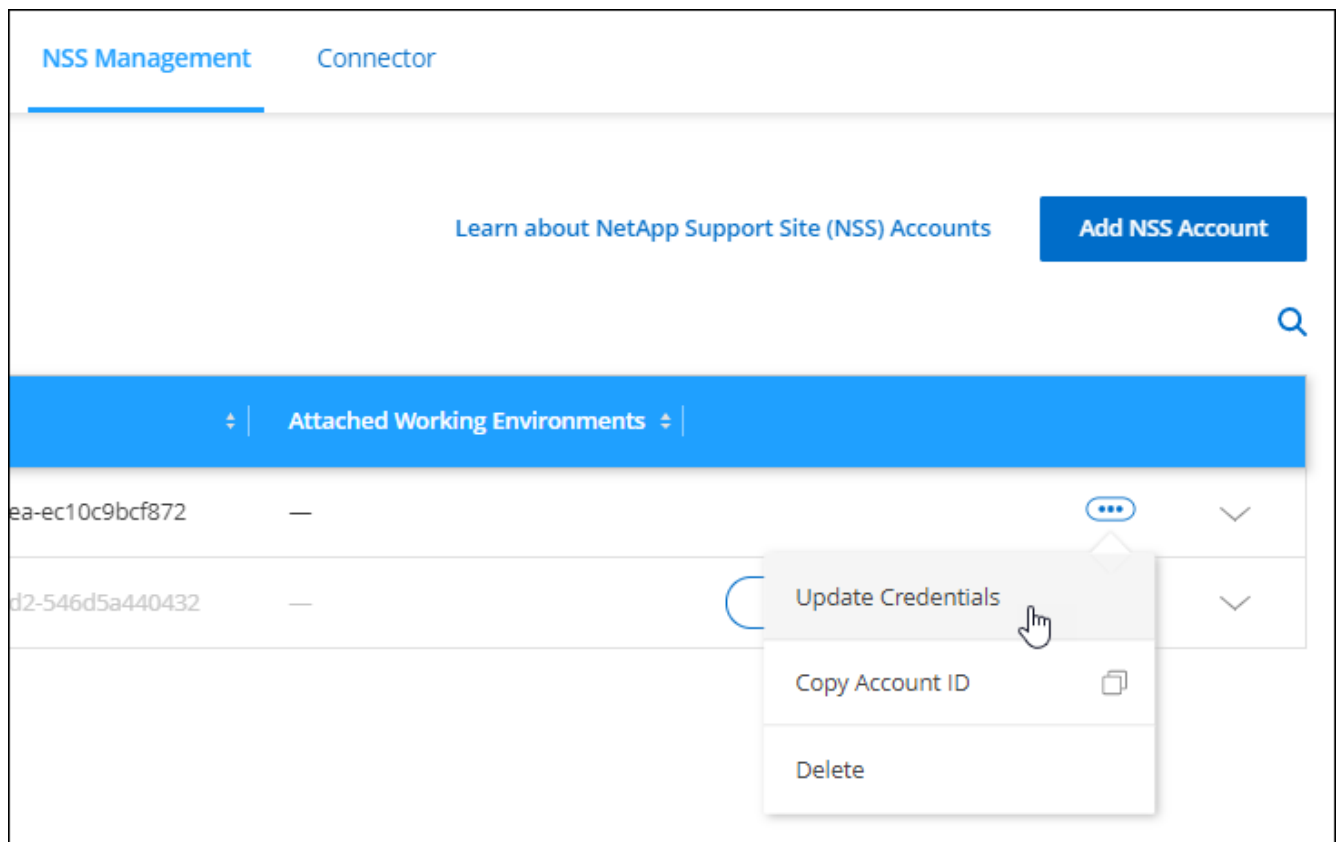 NSS Management Connector
Learn about NetApp Support Site (NSS) Accounts Add NSS Account
Attached Working Environments
ea-ec10c9bcf872 —
d2-546d5a440432 —
Update Credentials
Copy Account ID
Delete